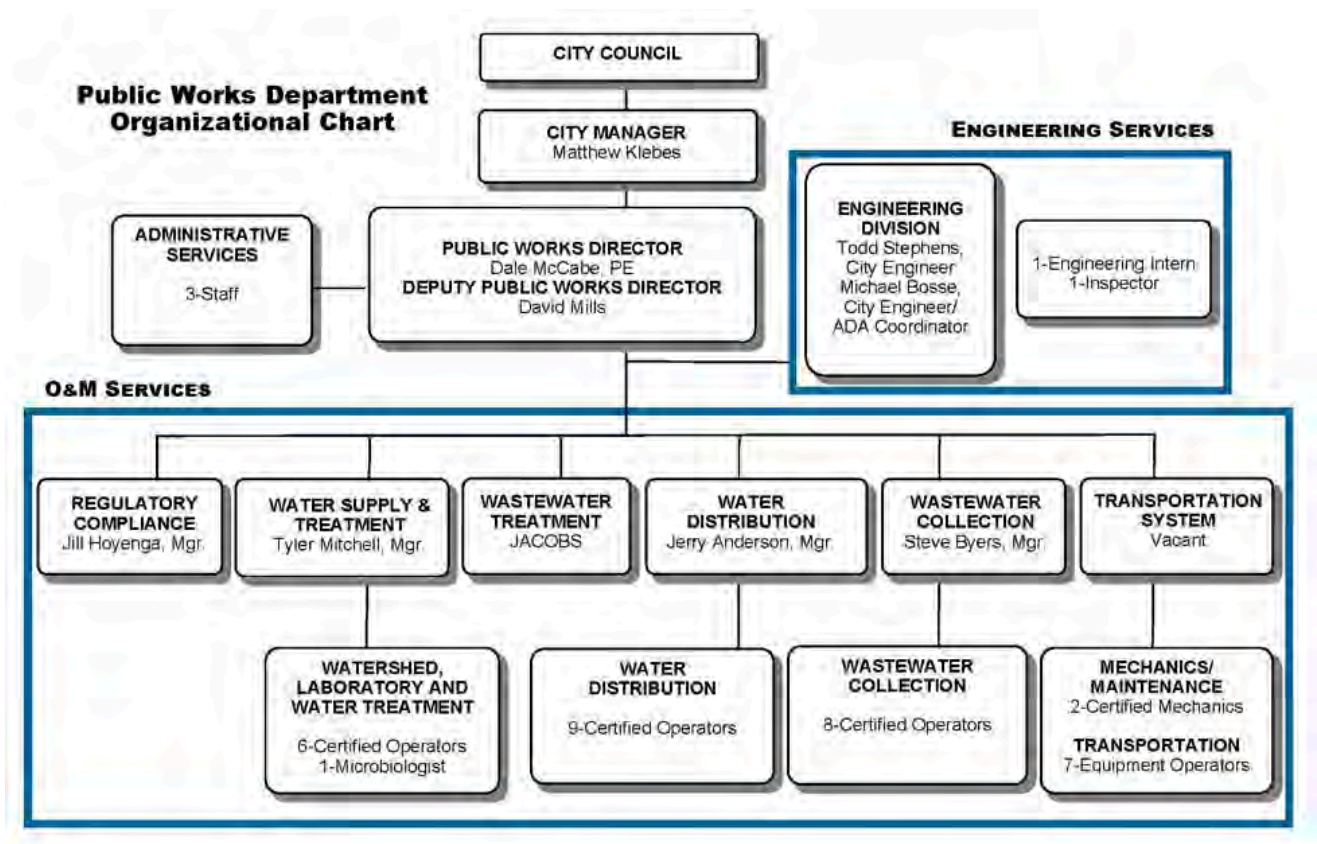 CITY COUNCIL
Public Works Department
Organizational Chart
CITY MANAGER
Matthew Klebes
ENGINEERING SERVICES
ADMINISTRATIVE
SERVICES
3-Staff
PUBLIC WORKS DIRECTOR
Dale McCabe, PE
DEPUTY PUBLIC WORKS DIRECTOR
David Mills
ENGINEERING
DIVISION
Todd Stephens,
City Engineer
Michael Bosse,
City Engineer/
ADA Coordinator
1-Engineering Intern
1-Inspector
O&M SERVICES
REGULATORY
COMPLIANCE
Jill Hoyenga, Mgr.
WATER SUPPLY &
TREATMENT
Tyler Mitchell, Mgr.
WASTEWATER
TREATMENT
JACOBS
WATER
DISTRIBUTION
Jerry Anderson, Mgr.
WASTEWATER
COLLECTION
Steve Byers, Mgr.
TRANSPORTATION
SYSTEM
Vacant
WATERSHED,
LABORATORY AND
WATER TREATMENT
6-Certified Operators
1-Microbiologist
WATER
DISTRIBUTION
9-Certified Operators
WASTEWATER
COLLECTION
8-Certified Operators
MECHANICS/
MAINTENANCE
2-Certified Mechanics
TRANSPORTATION
7-Equipment Operators